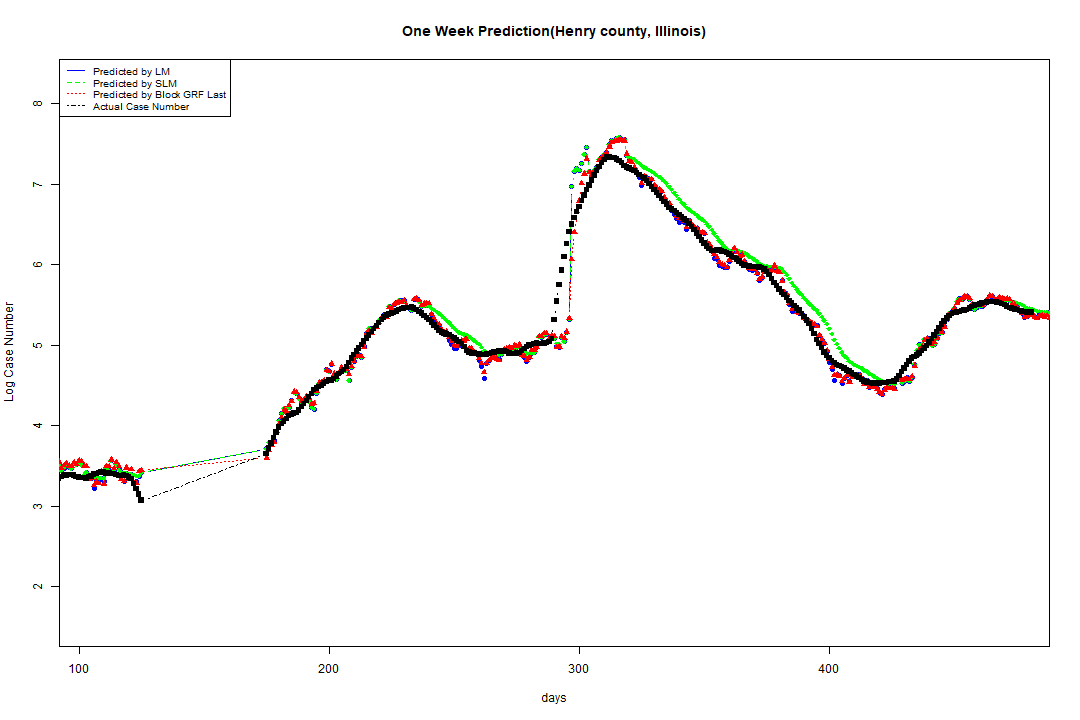 One Week Prediction(Henry county, Illinois)
Predicted by LM
Predicted by SLM
Predicted by Block GRF Last
Actual Case Number
8
7
6
5
4
3
2
Log Case Number
100 200 300 400
days